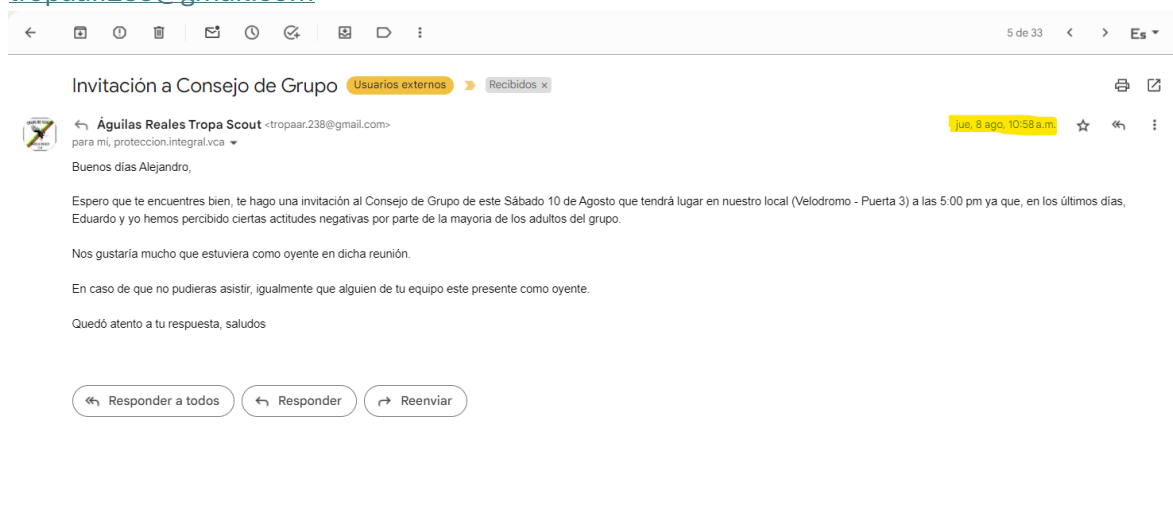 tropaar.238@gmail.com
5 de 33
Es
Invitación a Consejo de Grupo Usuarios externos Recibidos x
Águilas Reales Tropa Scout <tropaar.238@gmail.com> jue, 8 ago, 10:58 a.m.
para mí, proteccion.integral.vca
Buenos días Alejandro,
Espero que te encuentres bien, te hago una invitación al Consejo de Grupo de este Sábado 10 de Agosto que tendrá lugar en nuestro local (Velodromo - Puerta 3) a las 5:00 pm ya que, en los últimos días,
Eduardo y yo hemos percibido ciertas actitudes negativas por parte de la mayoria de los adultos del grupo.
Nos gustaría mucho que estuviera como oyente en dicha reunión.
En caso de que no pudieras asistir, igualmente que alguien de tu equipo este presente como oyente.
Quedó atento a tu respuesta, saludos
Responder a todos Responder Reenviar